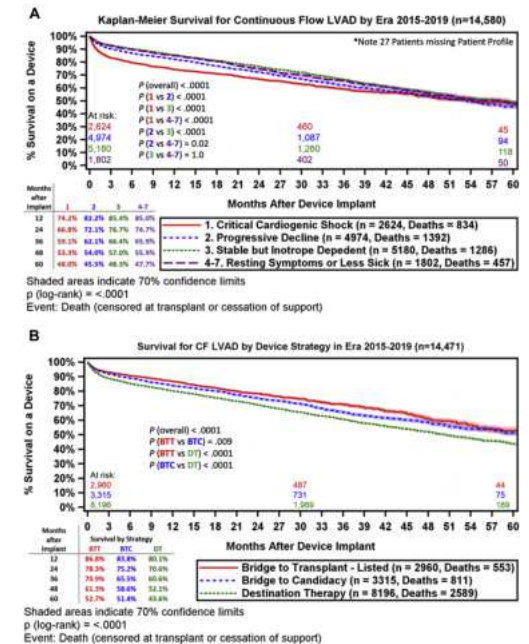 A
Kaplan-Meier Survival for Continuous Flow LVAD by Era 2015-2019 (n=14,580)
*Note 27 Patients missing Patient Profile
% Survival on a Device
100%
90%
80%
70%
60%
50%
40%
30%
20%
10%
0%
P (overall) < .0001
P (1 vs 2) < .0001
P (1 vs 3) < .0001
P (1 vs 4-7) < .0001
P (2 vs 3) < .0001
P (2 vs 4-7) = 0.02
P (3 vs 4-7) = 1.0
At risk:
2,624 460 45
4,974 1,087 94
5,180 1,260 118
1,802 402 50
0 3 6 9 12 15 18 21 24 27 30 33 36 39 42 45 48 51 54 57 60
Months After Device Implant
Months after Implant 1 2 3 4-7
12 74.2% 82.2% 85.4% 85.0%
24 66.8% 72.1% 76.7% 74.7%
36 59.1% 62.1% 66.4% 65.9%
48 53.3% 54.0% 57.0% 55.9%
60 48.0% 45.5% 48.3% 47.7%
1. Critical Cardiogenic Shock (n = 2624, Deaths = 834)
2. Progressive Decline (n = 4974, Deaths = 1392)
3. Stable but Inotrope Depedent (n = 5180, Deaths = 1286)
4-7. Resting Symptoms or Less Sick (n = 1802, Deaths = 457)
Shaded areas indicate 70% confidence limits
p (log-rank) = <.0001
Event: Death (censored at transplant or cessation of support)
B
Survival for CF LVAD by Device Strategy in Era 2015-2019 (n=14,471)
% Survival on a Device
100%
90%
80%
70%
60%
50%
40%
30%
20%
10%
0%
P (overall) < .0001
P (BTT vs BTC) = .009
P (BTT vs DT) < .0001
P (BTC vs DT) < .0001
At risk:
2,960 487 44
3,315 731 75
8,196 1,969 189
0 3 6 9 12 15 18 21 24 27 30 33 36 39 42 45 48 51 54 57 60
Months After Device Implant
Months after Implant Survival by Strategy
BTT BTC DT
12 86.8% 83.8% 80.1%
24 78.3% 75.2% 70.6%
36 70.9% 65.5% 60.6%
48 61.3% 58.6% 52.1%
60 52.7% 51.4% 43.6%
Bridge to Transplant - Listed (n = 2960, Deaths = 553)
Bridge to Candidacy (n = 3315, Deaths = 811)
Destination Therapy (n = 8196, Deaths = 2589)
Shaded areas indicate 70% confidence limits
p (log-rank) = <.0001
Event: Death (censored at transplant or cessation of support)